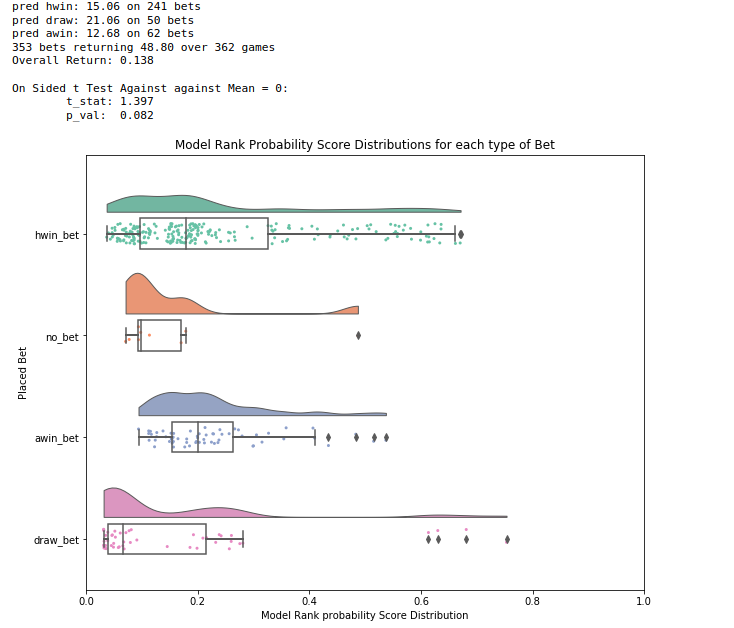 pred hwin: 15.06 on 241 bets
pred draw: 21.06 on 50 bets
pred awin: 12.68 on 62 bets
353 bets returning 48.80 over 362 games
Overall Return: 0.138
On Sided t Test Against against Mean = 0:
t_stat: 1.397
p_val: 0.082
Model Rank Probability Score Distributions for each type of Bet
hwin_bet
no_bet
awin_bet
draw_bet
Placed Bet
0.0 0.2 0.4 0.6 0.8 1.0
Model Rank probability Score Distribution